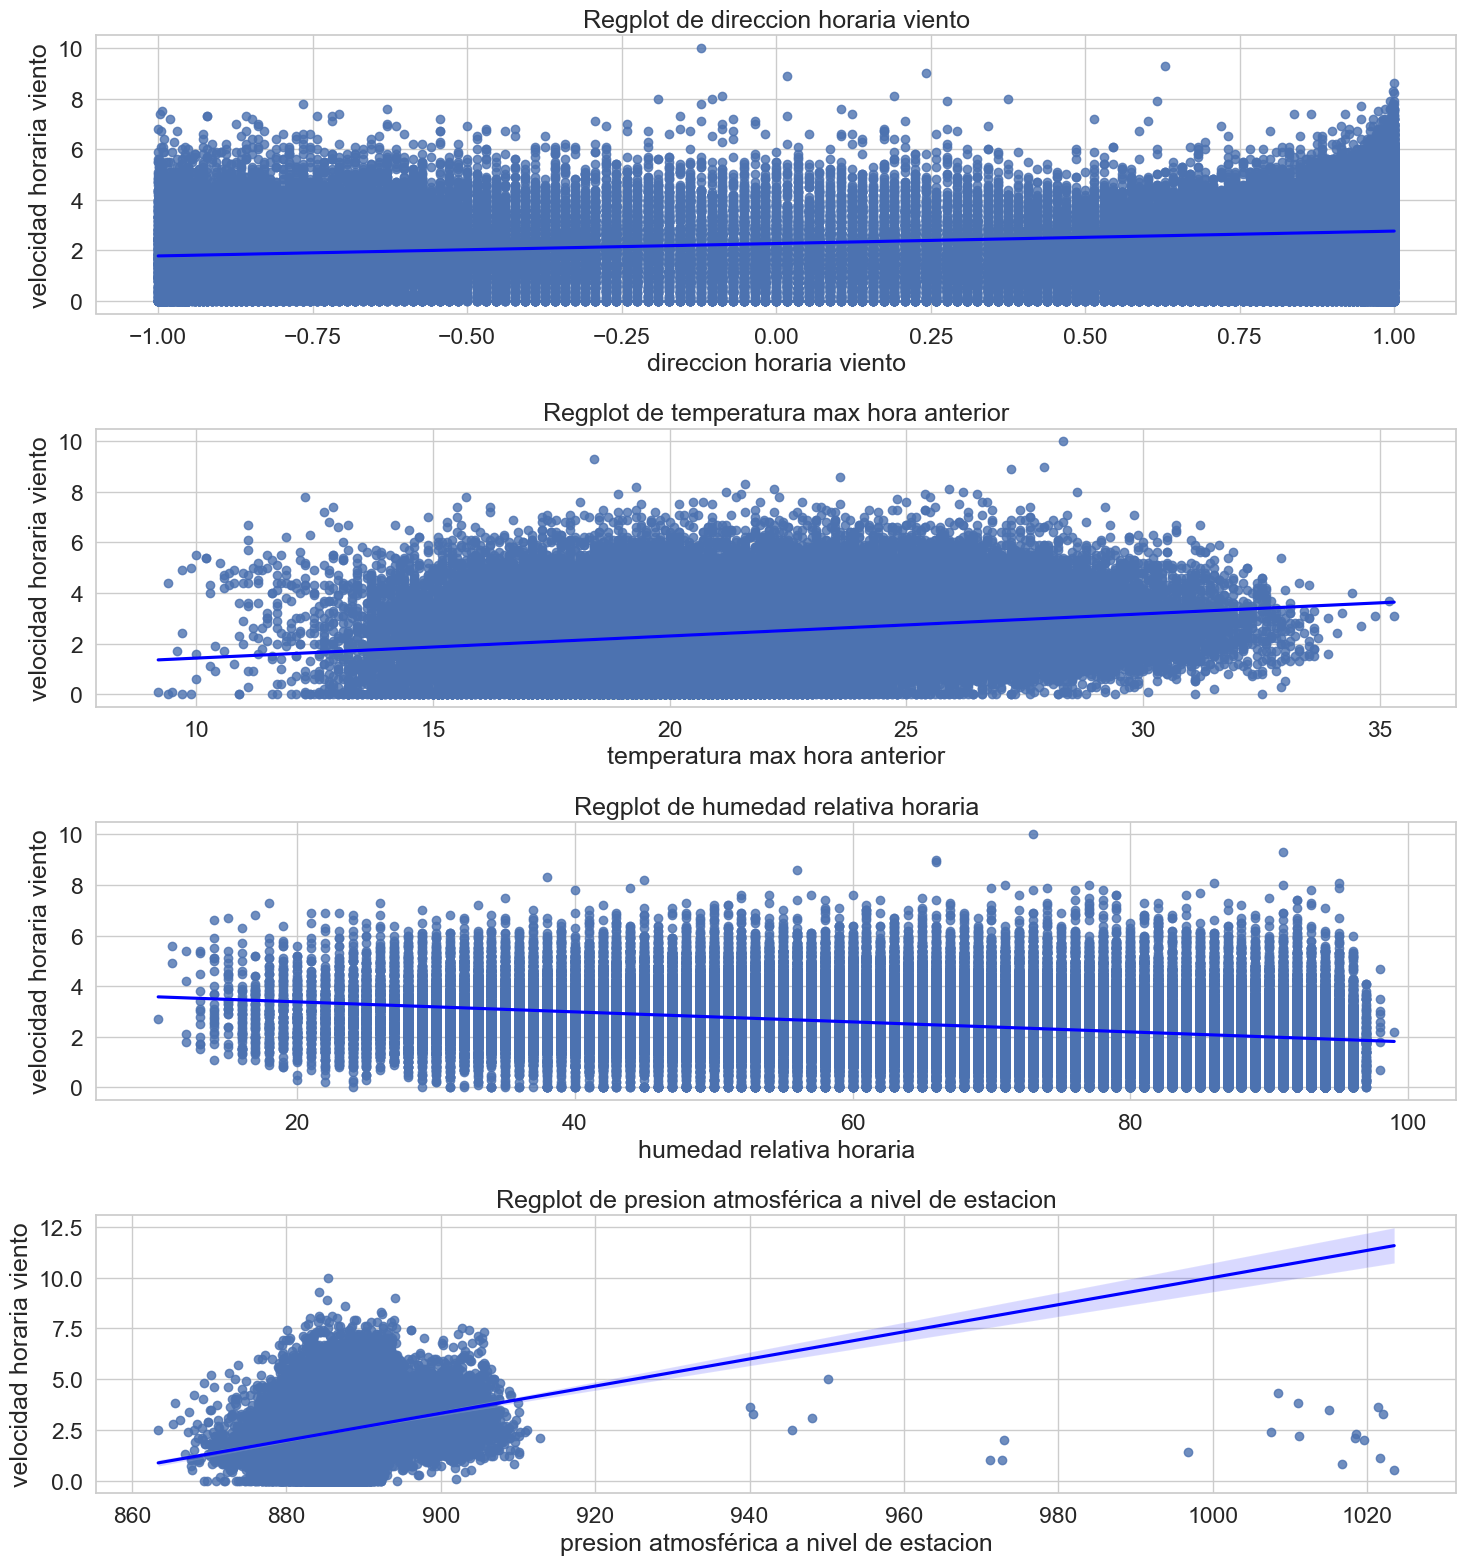 Regplot de direccion horaria viento
velocidad horaria viento
10
8
6
4
2
0
−1.00 −0.75 −0.50 −0.25 0.00 0.25 0.50 0.75 1.00
direccion horaria viento
Regplot de temperatura max hora anterior
velocidad horaria viento
10
8
6
4
2
0
10 15 20 25 30 35
temperatura max hora anterior
Regplot de humedad relativa horaria
velocidad horaria viento
10
8
6
4
2
0
20 40 60 80 100
humedad relativa horaria
Regplot de presion atmosférica a nivel de estacion
velocidad horaria viento
12.5
10.0
7.5
5.0
2.5
0.0
860 880 900 920 940 960 980 1000 1020
presion atmosférica a nivel de estacion